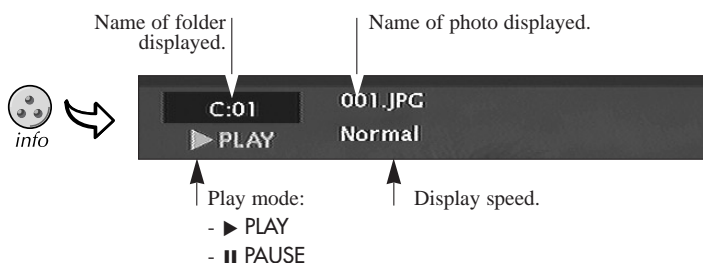 Name of folder
displayed.
Name of photo displayed.
info
C:01
001.JPG
▶ PLAY
Normal
Play mode:
- ▶ PLAY
- ⏸ PAUSE
Display speed.